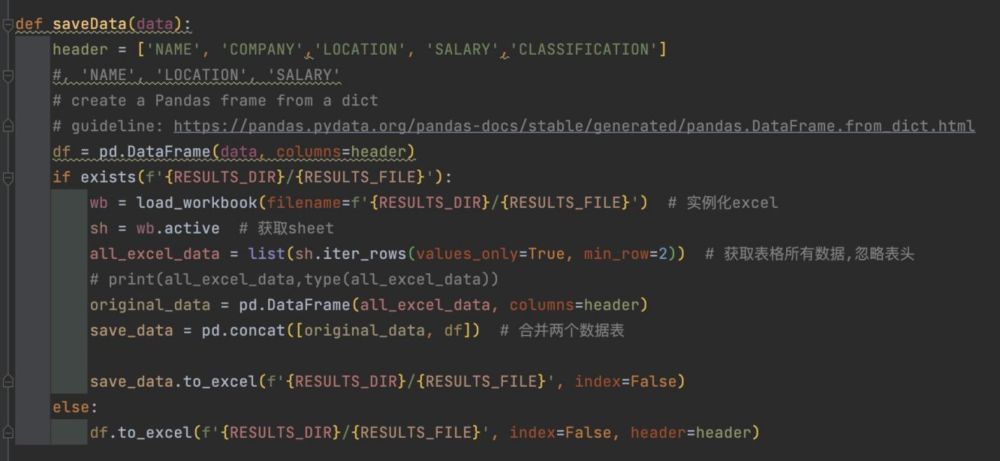 def saveData(data):
    header = ['NAME', 'COMPANY','LOCATION', 'SALARY','CLASSIFICATION']
    #, 'NAME', 'LOCATION', 'SALARY'
    # create a Pandas frame from a dict
    # guideline: https://pandas.pydata.org/pandas-docs/stable/generated/pandas.DataFrame.from_dict.html
    df = pd.DataFrame(data, columns=header)
    if exists(f'{RESULTS_DIR}/{RESULTS_FILE}'):
        wb = load_workbook(filename=f'{RESULTS_DIR}/{RESULTS_FILE}')  # 实例化excel
        sh = wb.active  # 获取sheet
        all_excel_data = list(sh.iter_rows(values_only=True, min_row=2))  # 获取表格所有数据,忽略表头
        # print(all_excel_data,type(all_excel_data))
        original_data = pd.DataFrame(all_excel_data, columns=header)
        save_data = pd.concat([original_data, df])  # 合并两个数据表
        save_data.to_excel(f'{RESULTS_DIR}/{RESULTS_FILE}', index=False)
    else:
        df.to_excel(f'{RESULTS_DIR}/{RESULTS_FILE}', index=False, header=header)